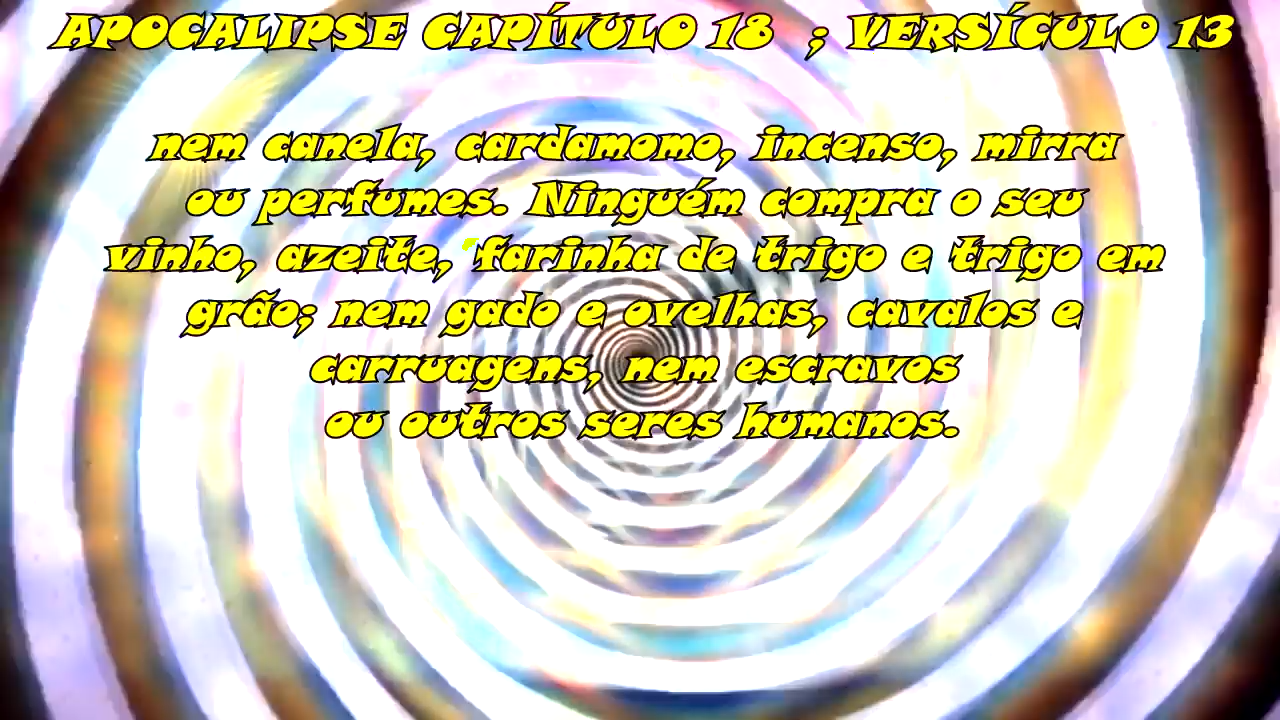 APOCALIPSE CAPÍTULO 18 ; VERSÍCULO 13
nem canela, cardamomo, incenso, mirra
ou perfumes. Ninguém compra o seu
vinho, azeite, farinha de trigo e trigo em
grão; nem gado e ovelhas, cavalos e
carruagens, nem escravos
ou outros seres humanos.